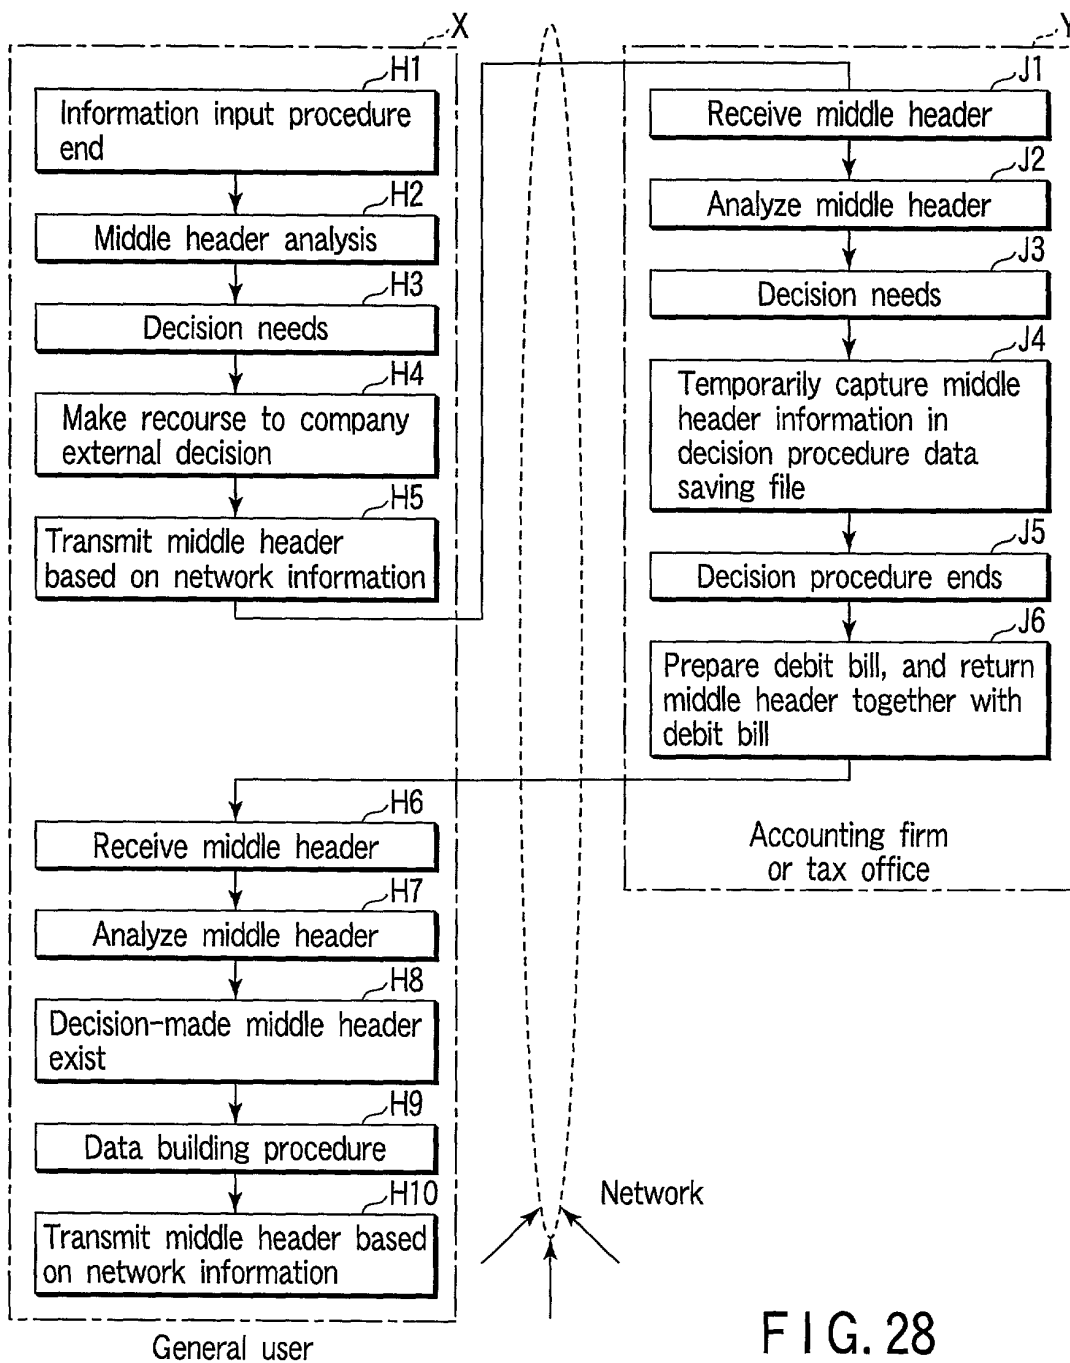 X
H1
Information input procedure
end
H2
Middle header analysis
H3
Decision needs
H4
Make recourse to company
external decision
H5
Transmit middle header
based on network information
Y
J1
Receive middle header
J2
Analyze middle header
J3
Decision needs
J4
Temporarily capture middle
header information in
decision procedure data
saving file
J5
Decision procedure ends
J6
Prepare debit bill, and return
middle header together with
debit bill
Accounting firm
or tax office
H6
Receive middle header
H7
Analyze middle header
H8
Decision-made middle header
exist
H9
Data building procedure
H10
Transmit middle header based
on network information
General user
Network
FIG. 28